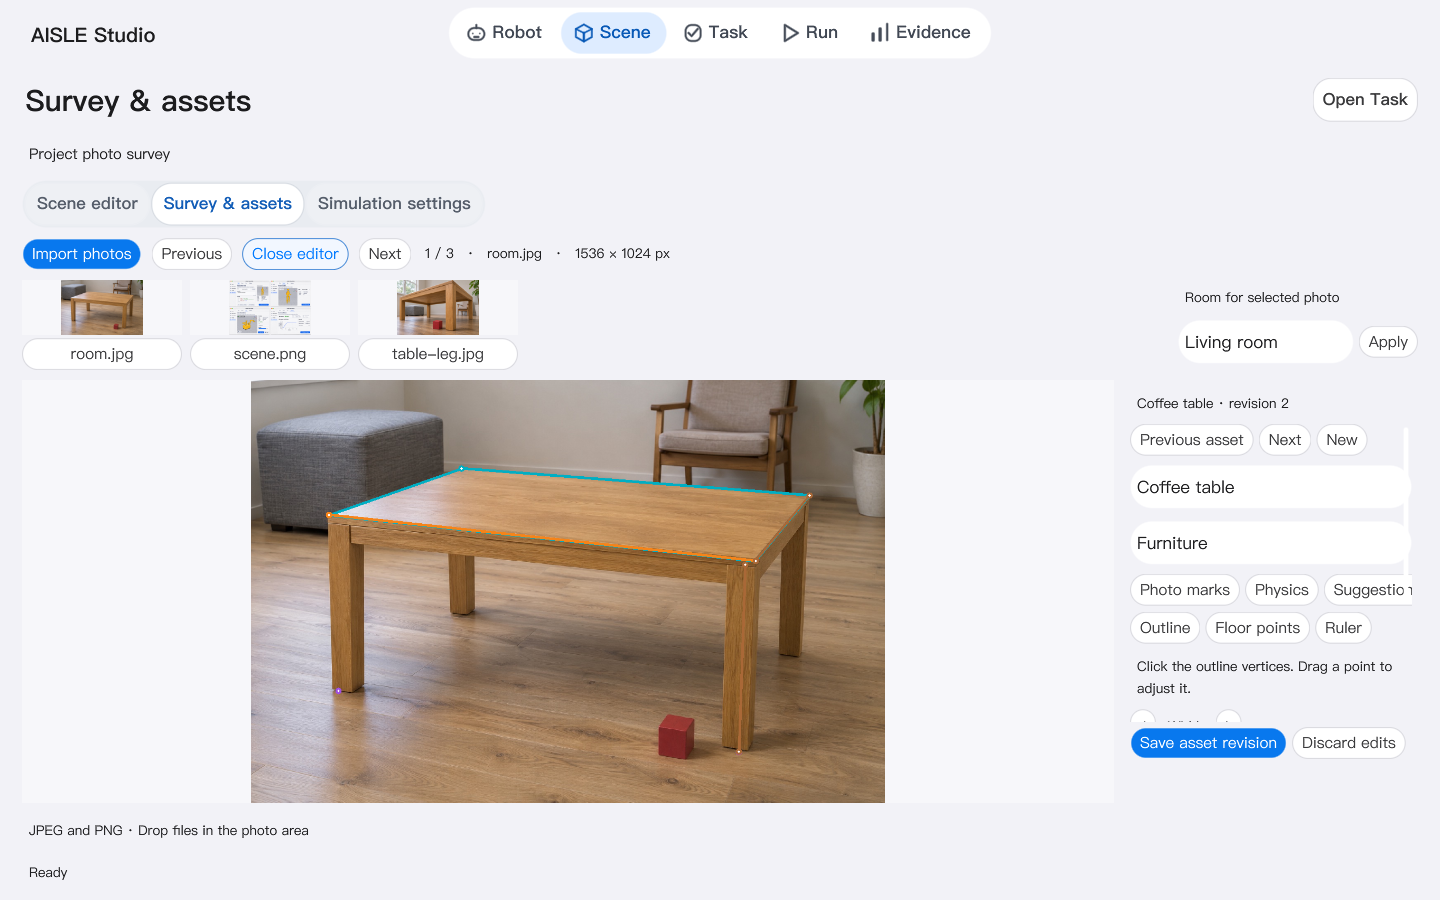 AISLE Studio
Robot
Scene
Task
Run
Evidence
Survey & assets
Open Task
Project photo survey
Scene editor
Survey & assets
Simulation settings
Import photos
Previous
Close editor
Next
1 / 3 · room.jpg · 1536 × 1024 px
room.jpg
scene.png
table-leg.jpg
Room for selected photo
Living room
Apply
Coffee table · revision 2
Previous asset
Next
New
Coffee table
Furniture
Photo marks
Physics
Suggestion
Outline
Floor points
Ruler
Click the outline vertices. Drag a point to
adjust it.
Save asset revision
Discard edits
JPEG and PNG · Drop files in the photo area
Ready